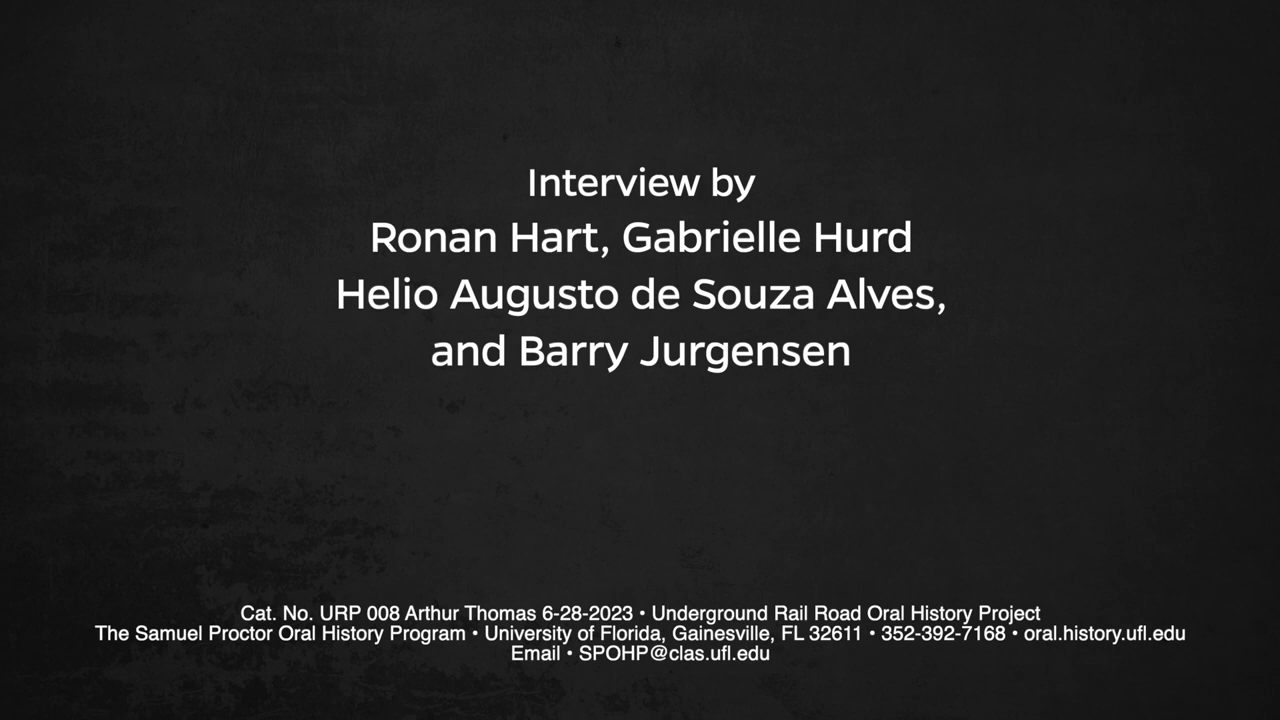 Interview by
Ronan Hart, Gabrielle Hurd
Helio Augusto de Souza Alves,
and Barry Jurgensen
Cat. No. URP 008 Arthur Thomas 6-28-2023 • Underground Rail Road Oral History Project
The Samuel Proctor Oral History Program • University of Florida, Gainesville, FL 32611 • 352-392-7168 • oral.history.ufl.edu
Email • SPOHP@clas.ufl.edu